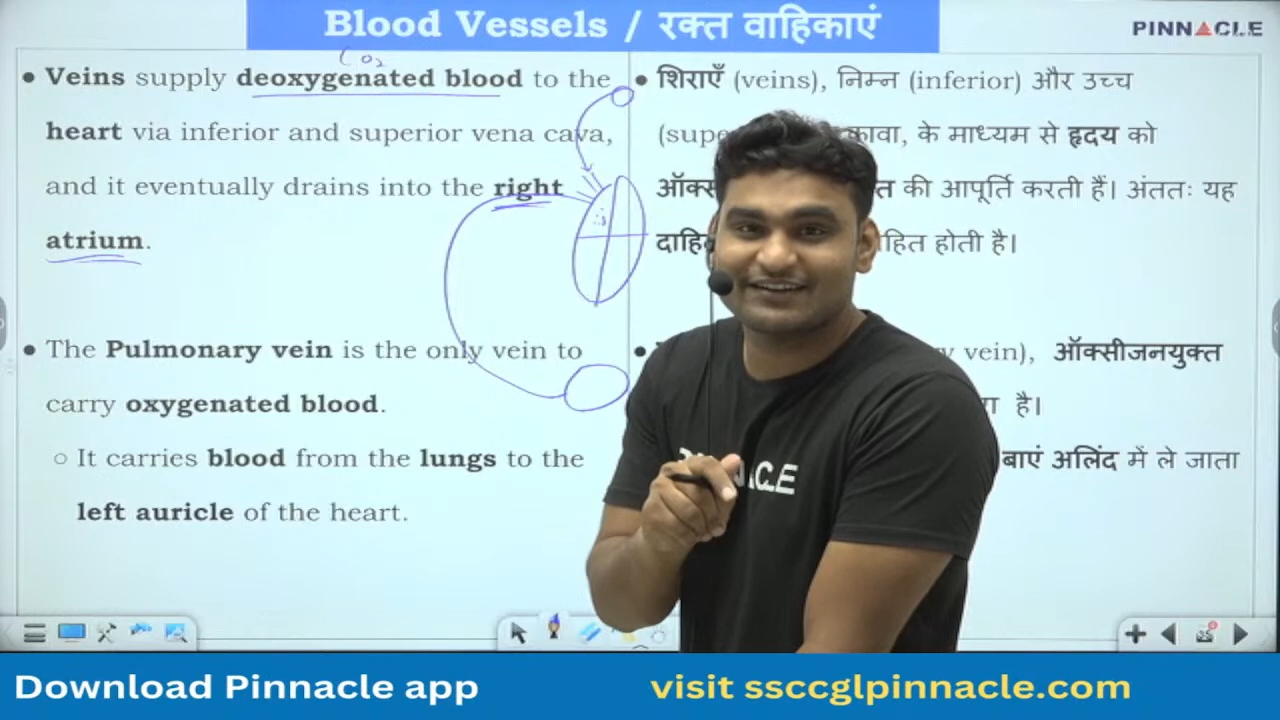 Blood Vessels / रक्त वाहिकाएं
PINNACLE
CO₂
● Veins supply deoxygenated blood to the
heart via inferior and superior vena cava,
and it eventually drains into the right
atrium.
● The Pulmonary vein is the only vein to
carry oxygenated blood.
○ It carries blood from the lungs to the
left auricle of the heart.
● शिराएँ (veins), निम्न (inferior) और उच्च
के माध्यम से हृदय को
की आपूर्ति करती हैं। अंततः यह
होती है।
vein), ऑक्सीजनयुक्त
है।
बाएं अलिंद में ले जाता
Download Pinnacle app
visit ssccglpinnacle.com